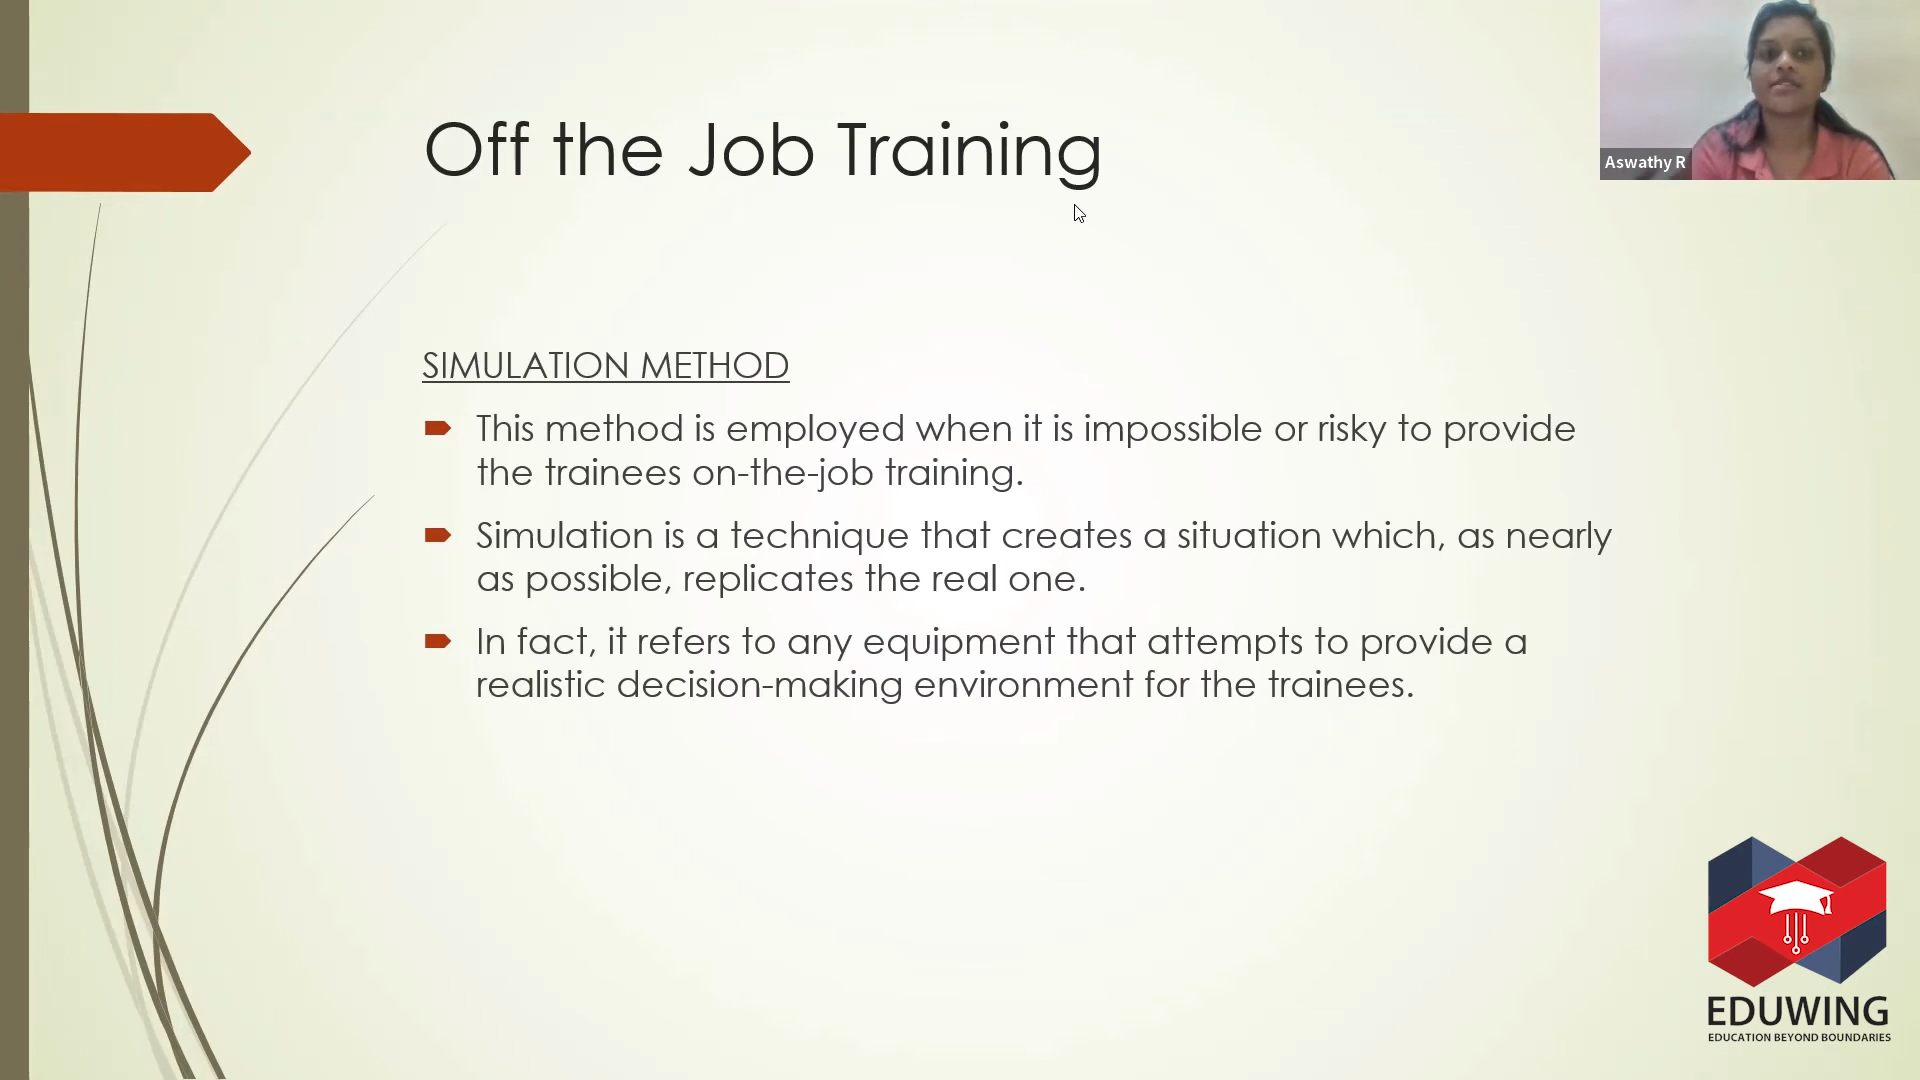 Off the Job Training
Aswathy R
SIMULATION METHOD
This method is employed when it is impossible or risky to provide
the trainees on-the-job training.
Simulation is a technique that creates a situation which, as nearly
as possible, replicates the real one.
In fact, it refers to any equipment that attempts to provide a
realistic decision-making environment for the trainees.
EDUWING
EDUCATION BEYOND BOUNDARIES